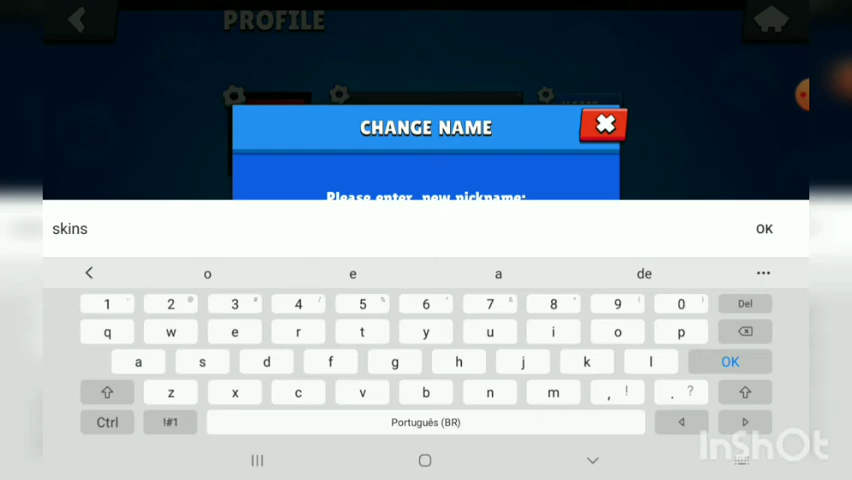 PROFILE
CHANGE NAME
Please enter new nickname:
skins
OK
o e a de
1 2 3 4 5 6 7 8 9 0 Del
q w e r t y u i o p
a s d f g h j k l OK
z x c v b n m , ! . ?
Ctrl !#1 Português (BR)
InShOt